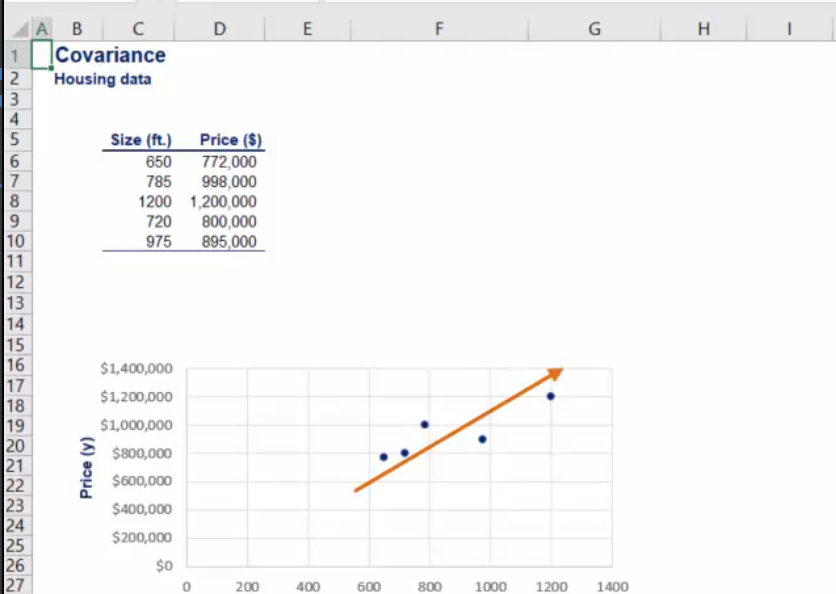 A B C D E F G H I
1 Covariance
2 Housing data
3
4
5 Size (ft.) Price ($)
6 650 772,000
7 785 998,000
8 1200 1,200,000
9 720 800,000
10 975 895,000
11
12
13
14
15
16 $1,400,000
17
18 $1,200,000
19 $1,000,000
20 $800,000
21 Price (y)
22 $600,000
23 $400,000
24
25 $200,000
26 $0
27 0 200 400 600 800 1000 1200 1400